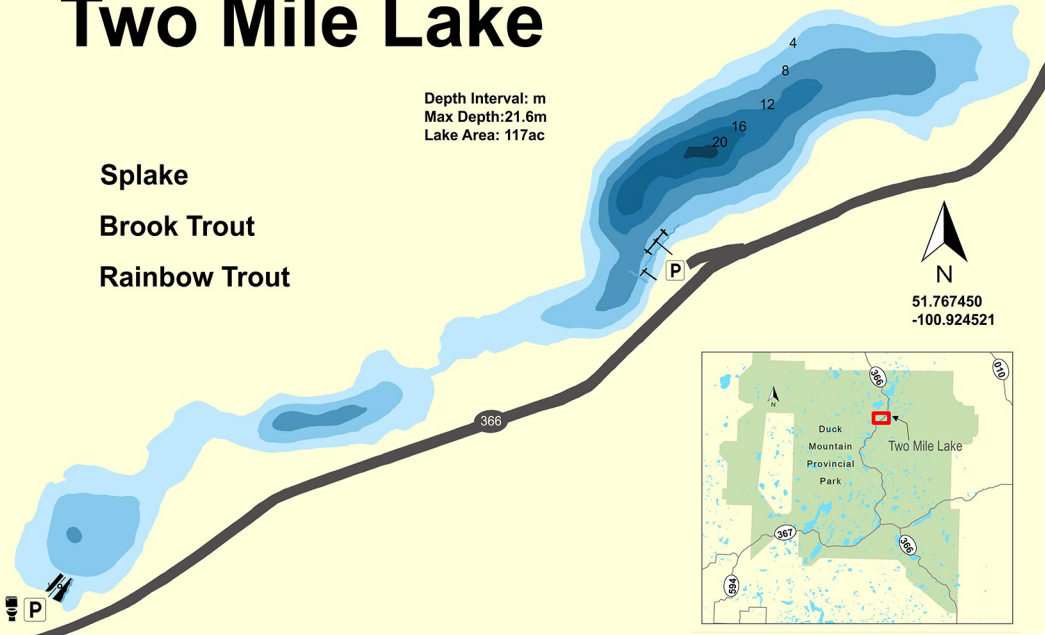 Two Mile Lake
Depth Interval: m
Max Depth:21.6m
Lake Area: 117ac
Splake
Brook Trout
Rainbow Trout
4
8
12
16
20
P
N
51.767450
-100.924521
366
P
366
010
N
Duck
Mountain
Provincial
Park
Two Mile Lake
367
366
594